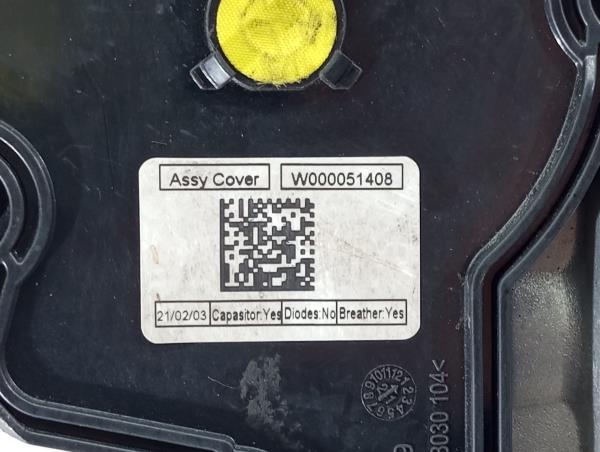 Assy Cover W000051408
21/02/03 Capasitor:Yes Diodes:No Breather:Yes
3030 104<